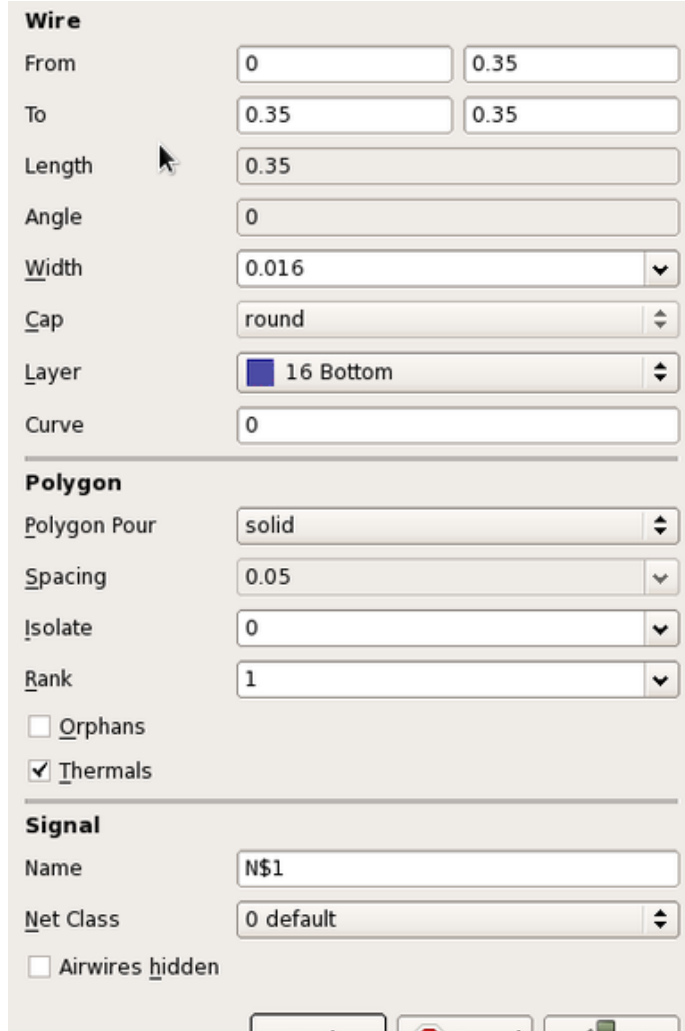 Wire
From 0 0.35
To 0.35 0.35
Length 0.35
Angle 0
Width 0.016
Cap round
Layer 16 Bottom
Curve 0
Polygon
Polygon Pour solid
Spacing 0.05
Isolate 0
Rank 1
Orphans
Thermals
Signal
Name N$1
Net Class 0 default
Airwires hidden